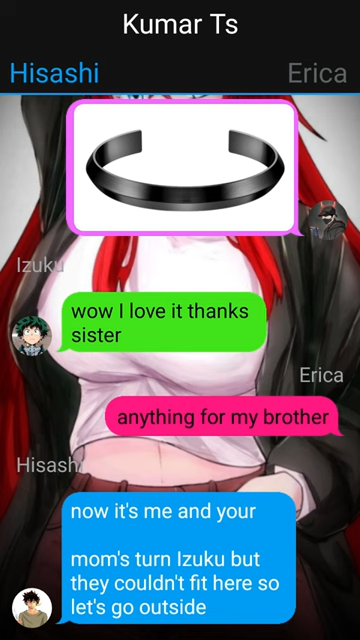 Kumar Ts
Hisashi
Erica
Izuku
wow I love it thanks
sister
Erica
anything for my brother
Hisashi
now it's me and your
mom's turn Izuku but
they couldn't fit here so
let's go outside